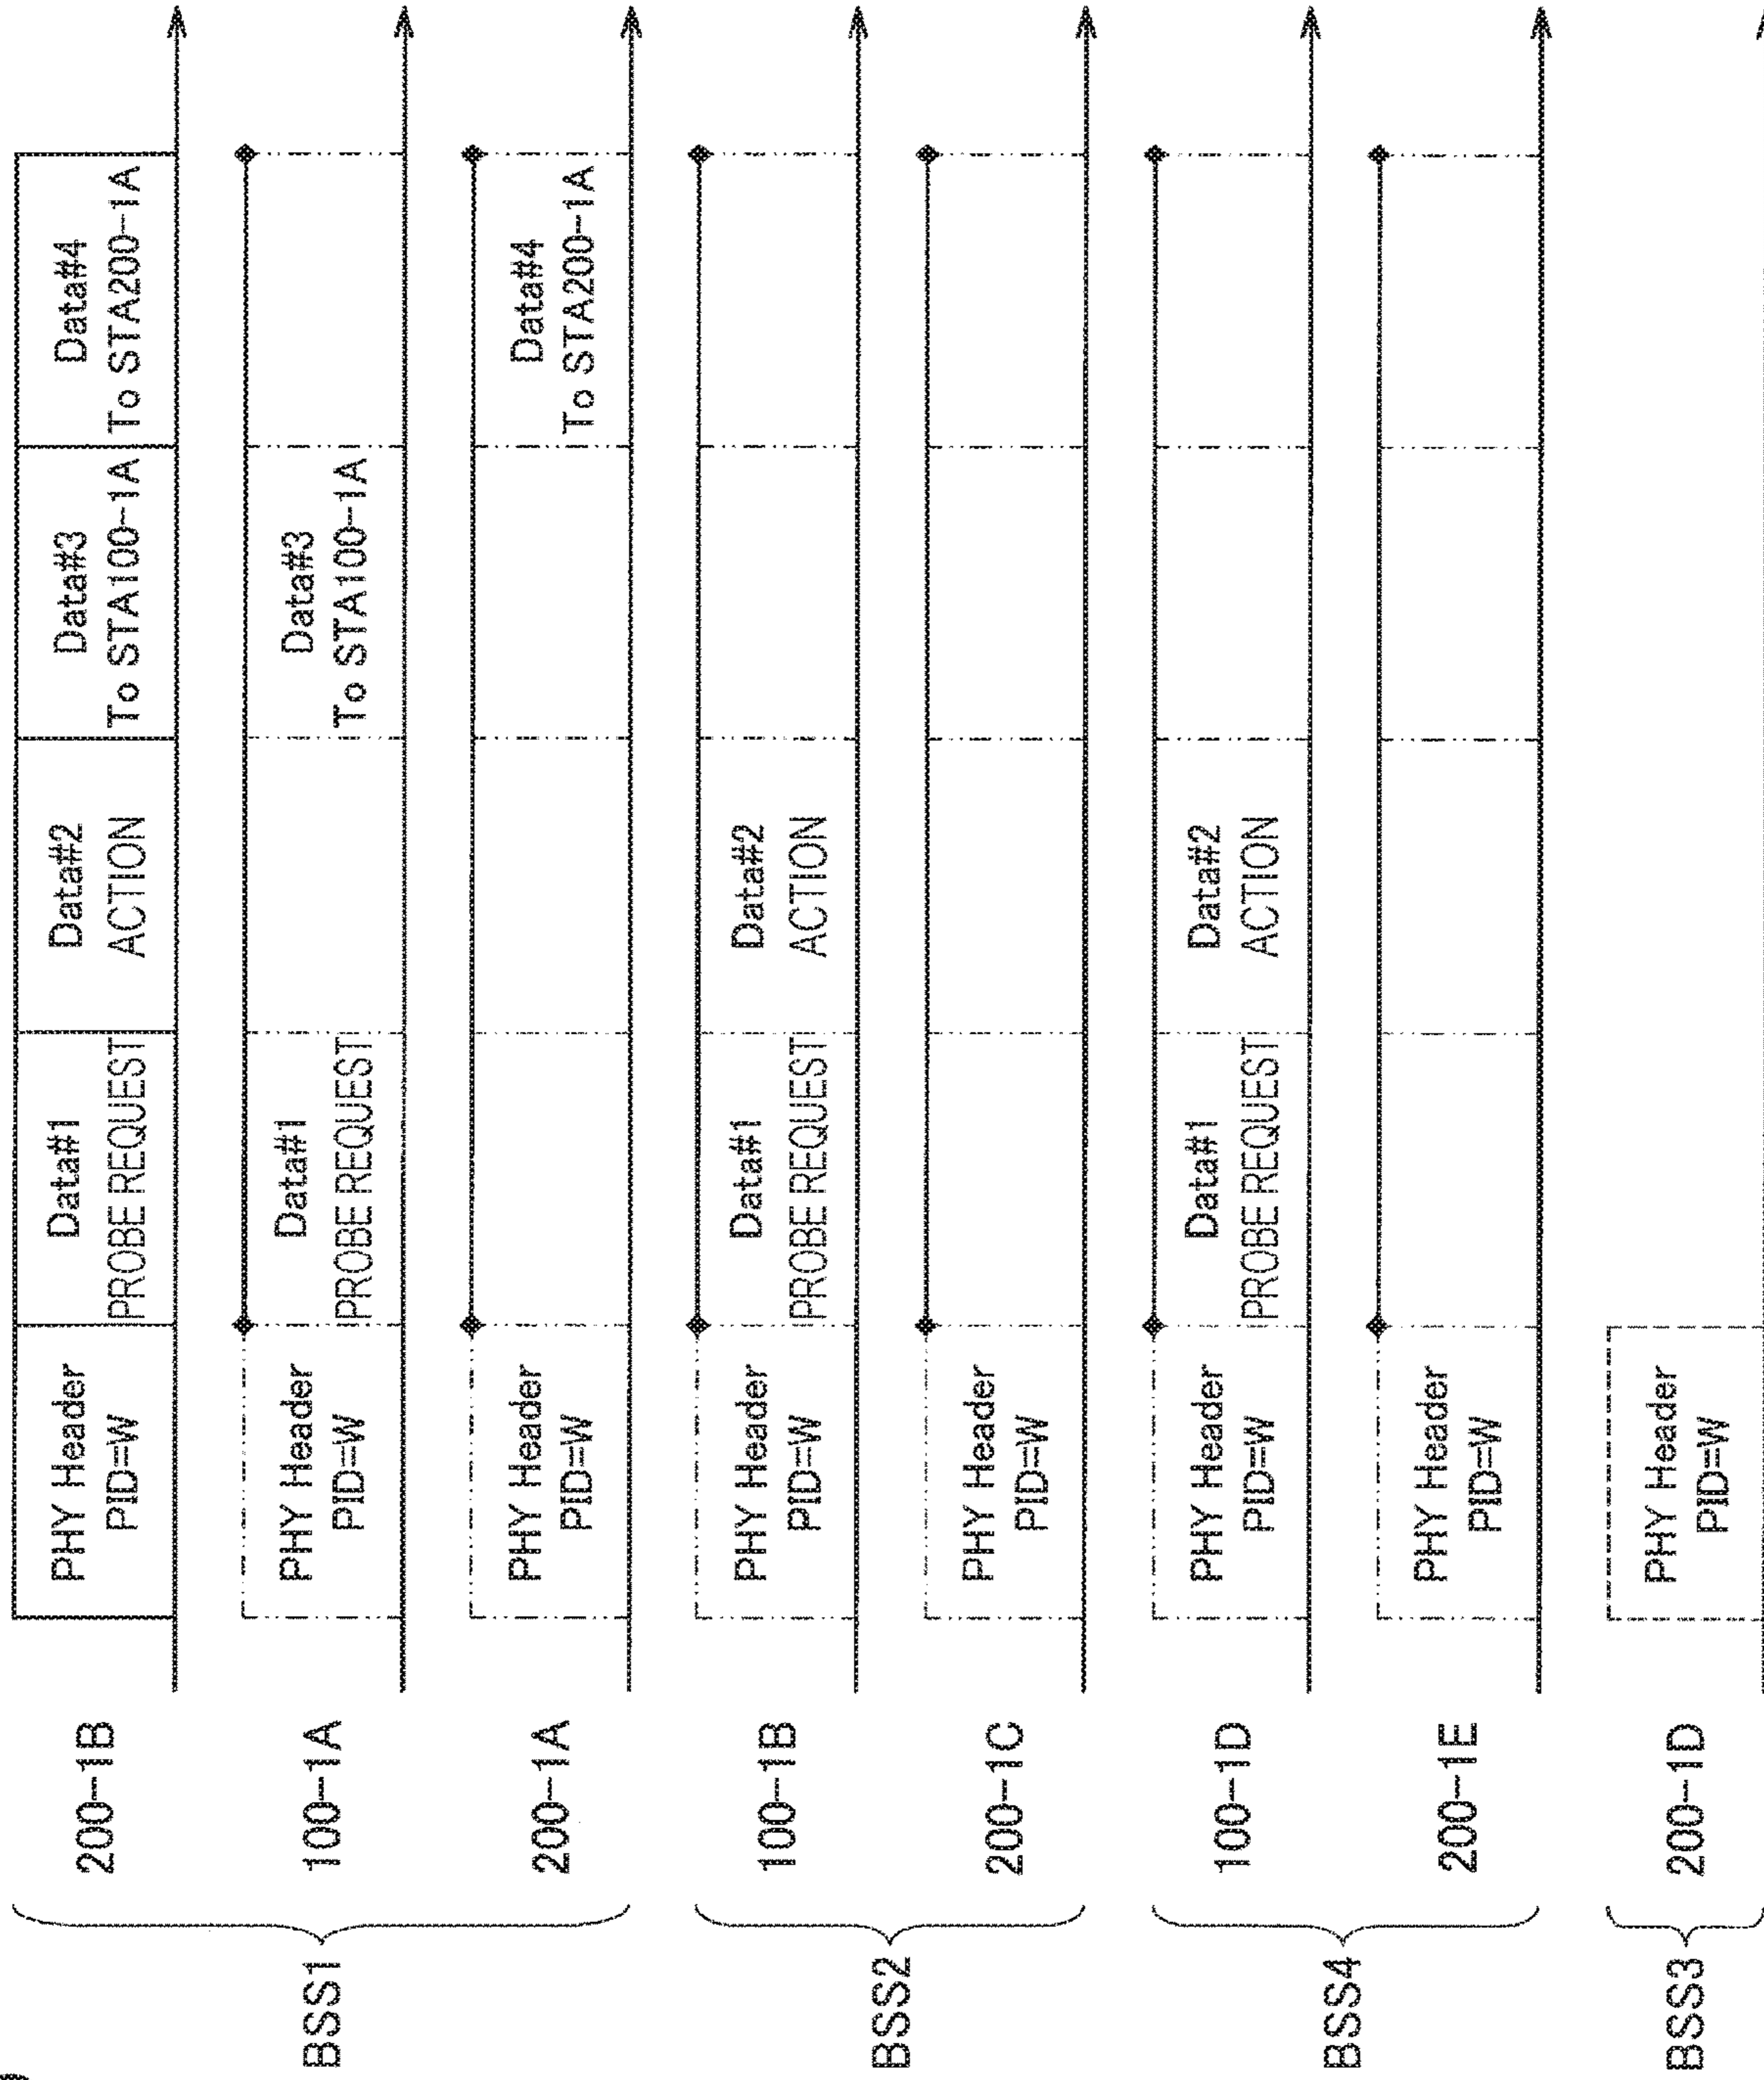 BSS1
200-1B
PHY Header
PID=W
Data#1
PROBE REQUEST
Data#2
ACTION
Data#3
To STA100-1A
Data#4
To STA200-1A
100-1A
PHY Header
PID=W
Data#1
PROBE REQUEST
Data#3
To STA100-1A
200-1A
PHY Header
PID=W
Data#4
To STA200-1A
BSS2
100-1B
PHY Header
PID=W
Data#1
PROBE REQUEST
Data#2
ACTION
200-1C
PHY Header
PID=W
BSS4
100-1D
PHY Header
PID=W
Data#1
PROBE REQUEST
Data#2
ACTION
200-1E
PHY Header
PID=W
BSS3
200-1D
PHY Header
PID=W